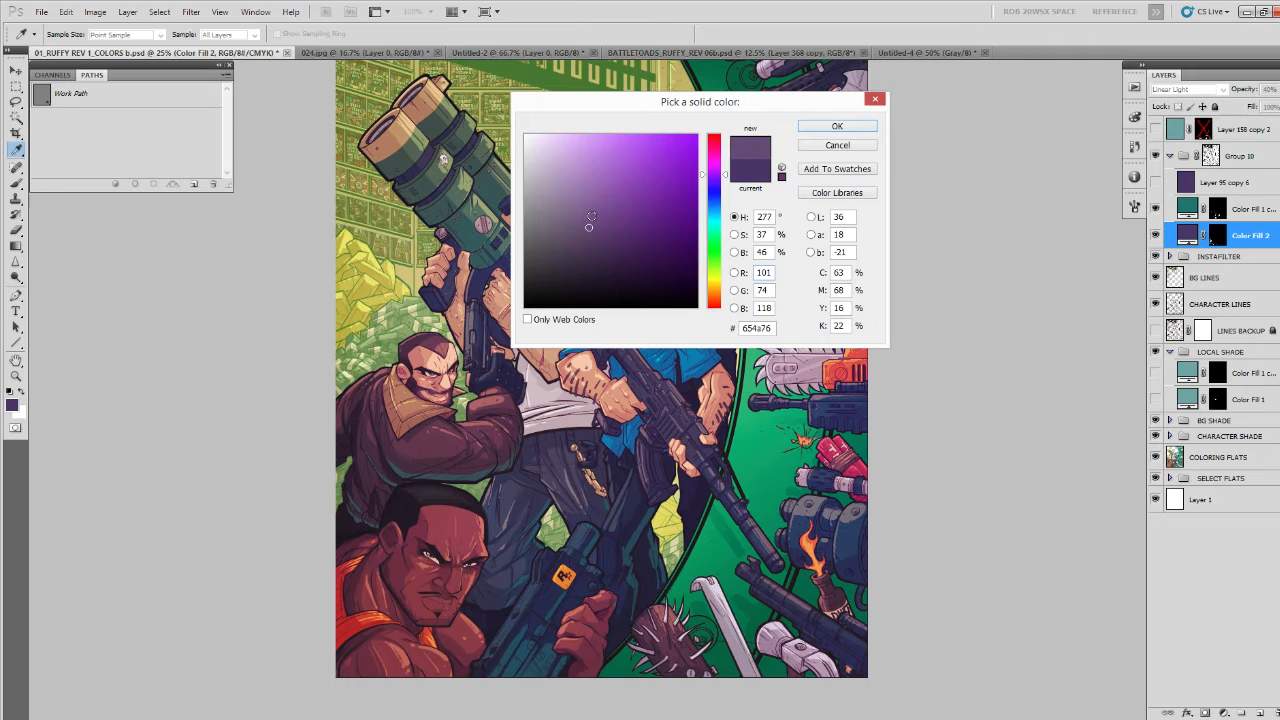 Ps File Edit Image Layer Select Filter View Window Help 100% ROB 20WSX SPACE REFERENCE CS Live
Sample Size: Point Sample Sample: All Layers Show Sampling Ring
01_RUFFY_REV 1_COLORS b.psd @ 25% (Color Fill 2, RGB/8#/CMYK) * 024.jpg @ 16.7% (Layer 0, RGB/8#) * Untitled-2 @ 66.7% (Layer 0, RGB/8) * BATTLETOADS_RUFFY_REV 06b.psd @ 12.5% (Layer 368 copy, RGB/8*) * Untitled-4 @ 50% (Gray/8) *
CHANNELS PATHS
Work Path
Pick a solid color:
new
current
OK
Cancel
Add To Swatches
Color Libraries
H: 277 ° L: 36
S: 37 % a: 18
B: 46 % b: -21
R: 101 C: 63 %
G: 74 M: 68 %
B: 118 Y: 16 %
# 654a76 K: 22 %
Only Web Colors
LAYERS
Linear Light Opacity: 40%
Lock: Fill: 100%
Layer 158 copy 2
Group 10
Layer 95 copy 6
Color Fill 1 c...
Color Fill 2
INSTAFILTER
BG LINES
CHARACTER LINES
LINES BACKUP
LOCAL SHADE
Color Fill 1 c...
Color Fill 1
BG SHADE
CHARACTER SHADE
COLORING FLATS
SELECT FLATS
Layer 1
R